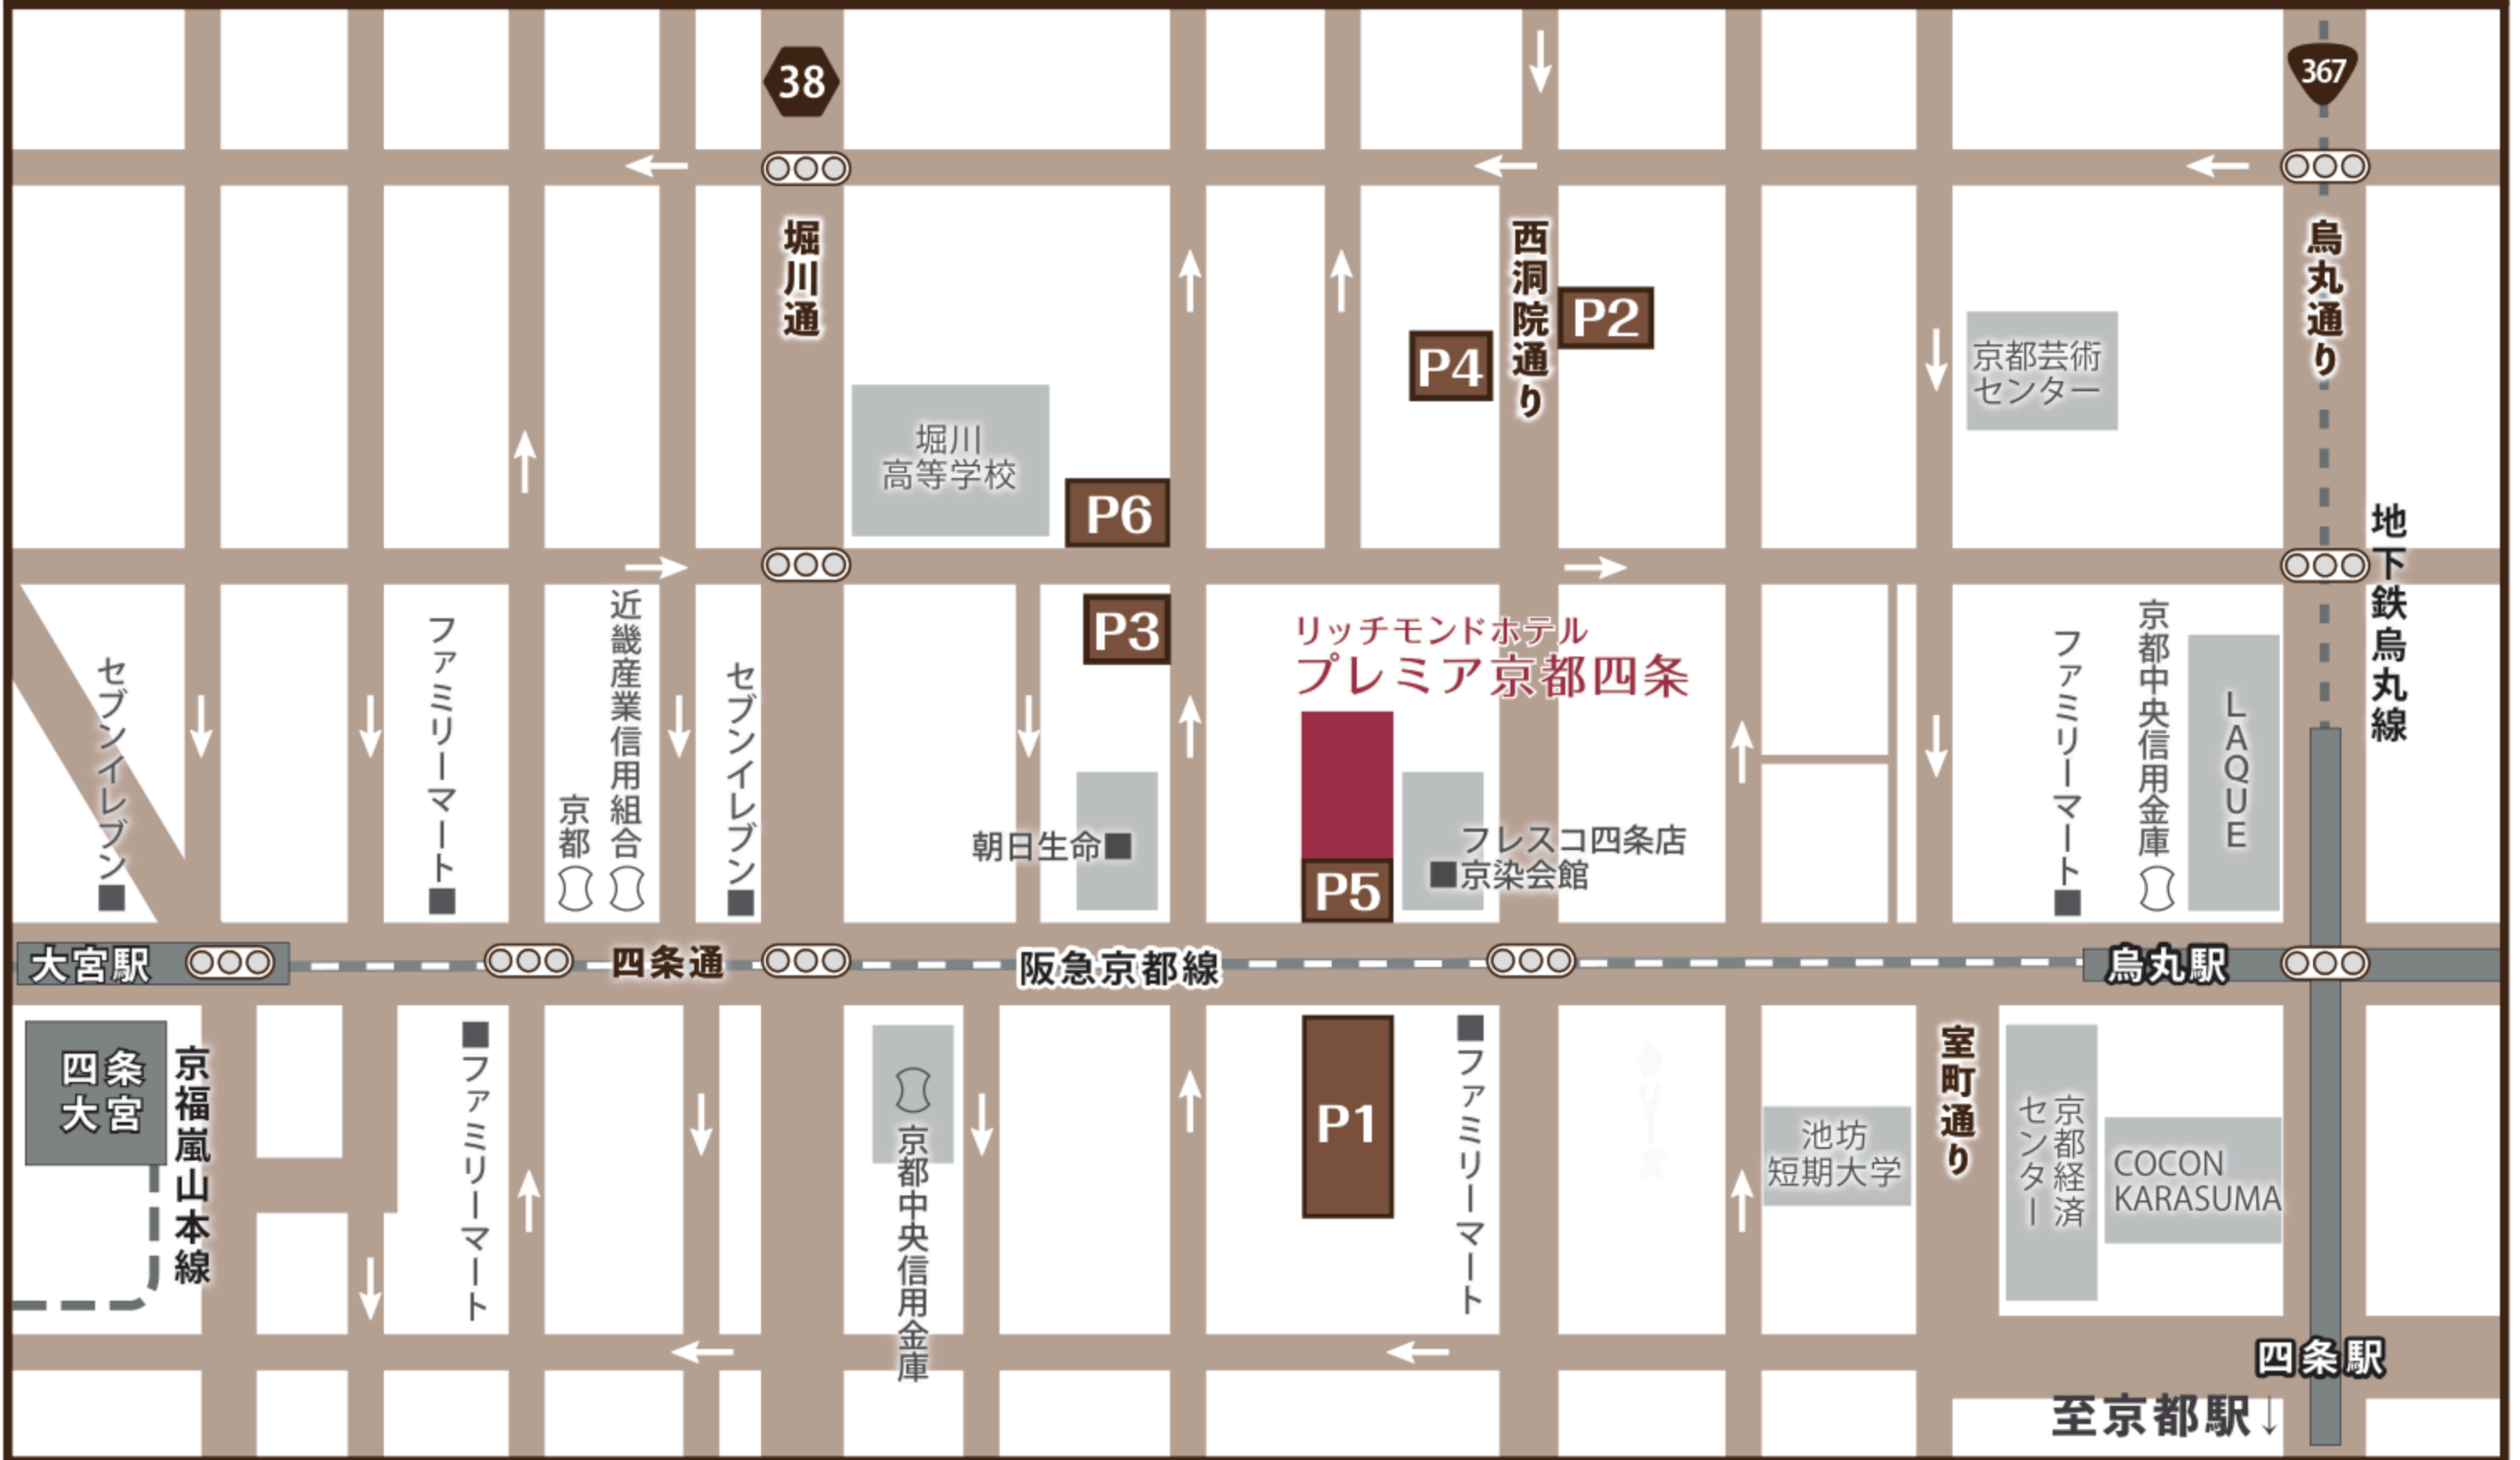 38
367
堀川通
西洞院通り
烏丸通り
P2
P4
京都芸術
センター
堀川
高等学校
P6
地下鉄烏丸線
P3
リッチモンドホテル
プレミア京都四条
セブンイレブン
ファミリーマート
京都
近畿産業信用組合
セブンイレブン
朝日生命
フレスコ四条店
京染会館
P5
ファミリーマート
京都中央信用金庫
LAQUE
大宮駅
四条通
阪急京都線
烏丸駅
四条
大宮
京福嵐山本線
ファミリーマート
京都中央信用金庫
P1
ファミリーマート
池坊
短期大学
室町通り
京都経済
センター
COCON
KARASUMA
四条駅
至京都駅↓